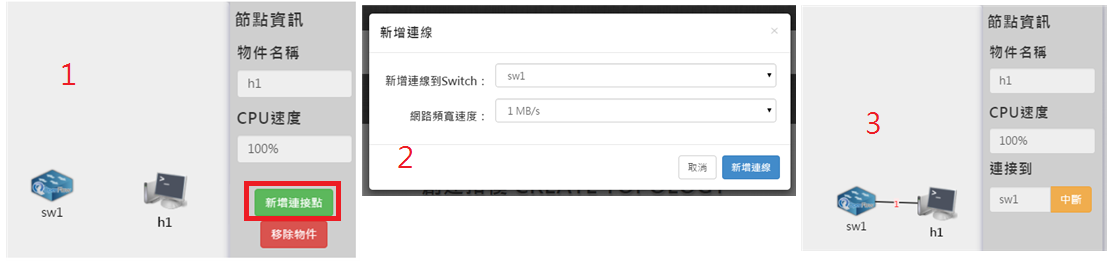 1
節點資訊
物件名稱
h1
CPU速度
100%
新增連接點
移除物件
sw1
h1
新增連線
×
新增連線到Switch：
sw1
網路頻寬速度：
1 MB/s
2
取消
新增連線
CREATE TOPOLOGY
3
節點資訊
物件名稱
h1
CPU速度
100%
連接到
sw1
中斷
1
sw1
h1